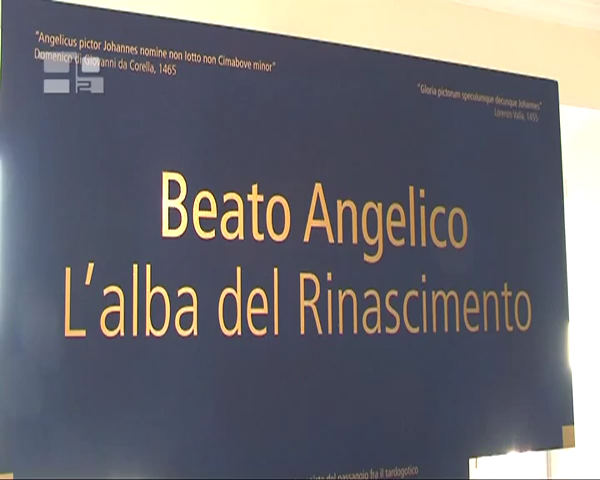 "Angelicus pictor Johannes nomine non Iotto non Cimabove minor"
Domenico di Giovanni da Corella, 1465
"Gloria pictorum speculumque decusque Johannes"
Lorenzo Valla, 1455
Beato Angelico
L'alba del Rinascimento
del passaggio fra il tardogotico